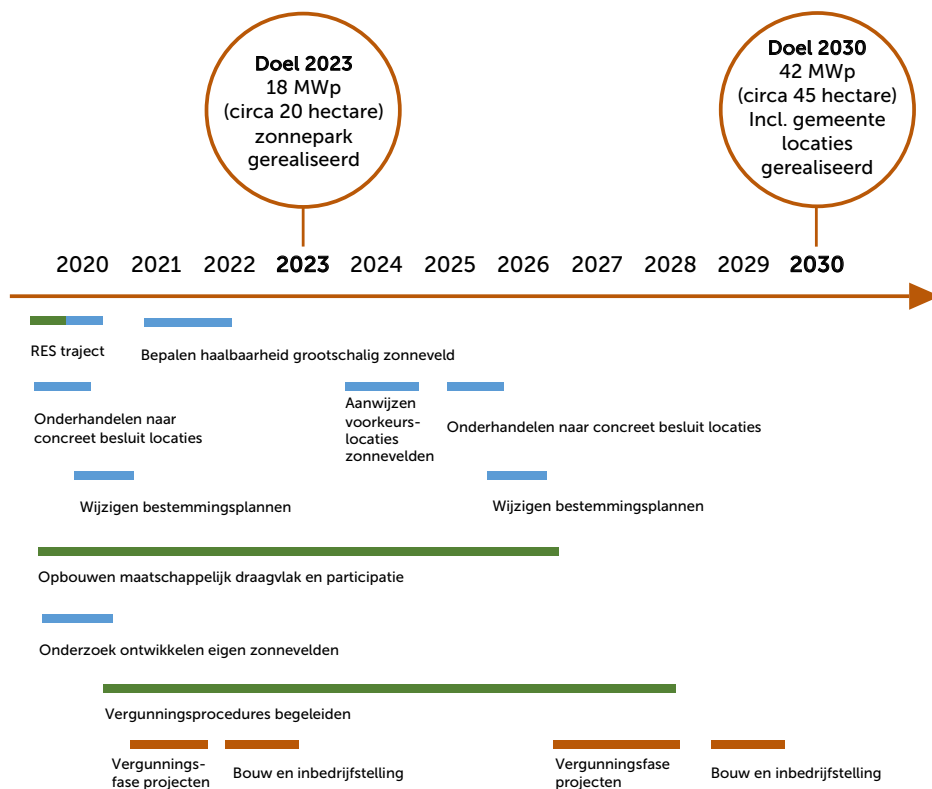 Doel 2023
18 MWp
(circa 20 hectare)
zonnepark
gerealiseerd
Doel 2030
42 MWp
(circa 45 hectare)
Incl. gemeente
locaties
gerealiseerd
2020 2021 2022 2023 2024 2025 2026 2027 2028 2029 2030
RES traject
Bepalen haalbaarheid grootschalig zonneveld
Onderhandelen naar
concreet besluit locaties
Aanwijzen
voorkeurs-
locaties
zonnevelden
Onderhandelen naar concreet besluit locaties
Wijzigen bestemmingsplannen
Wijzigen bestemmingsplannen
Opbouwen maatschappelijk draagvlak en participatie
Onderzoek ontwikkelen eigen zonnevelden
Vergunningsprocedures begeleiden
Vergunnings-
fase projecten
Bouw en inbedrijfstelling
Vergunningsfase
projecten
Bouw en inbedrijfstelling